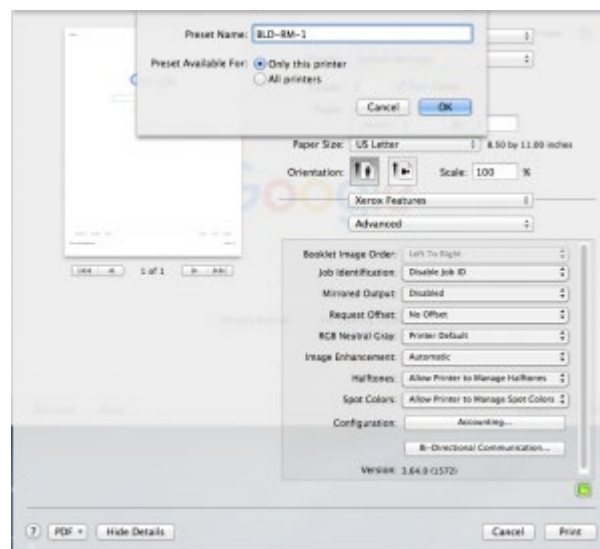 Preset Name: BLD-RM-1
Preset Available For: Only this printer
All printers
Cancel OK
Paper Size: US Letter 8.50 by 11.00 inches
Orientation: Scale: 100 %
Google
Xerox Features
Advanced
Booklet Image Order: Left To Right
1 of 1
Job Identification: Disable Job ID
Mirrored Output: Disabled
Request Offset: No Offset
RGB Neutral Gray: Printer Default
Image Enhancement: Automatic
Halftones: Allow Printer to Manage Halftones
Spot Colors: Allow Printer to Manage Spot Colors
Configuration: Accounting...
Bi-Directional Communication...
Version: 3.64.0 (1572)
? PDF Hide Details Cancel Print